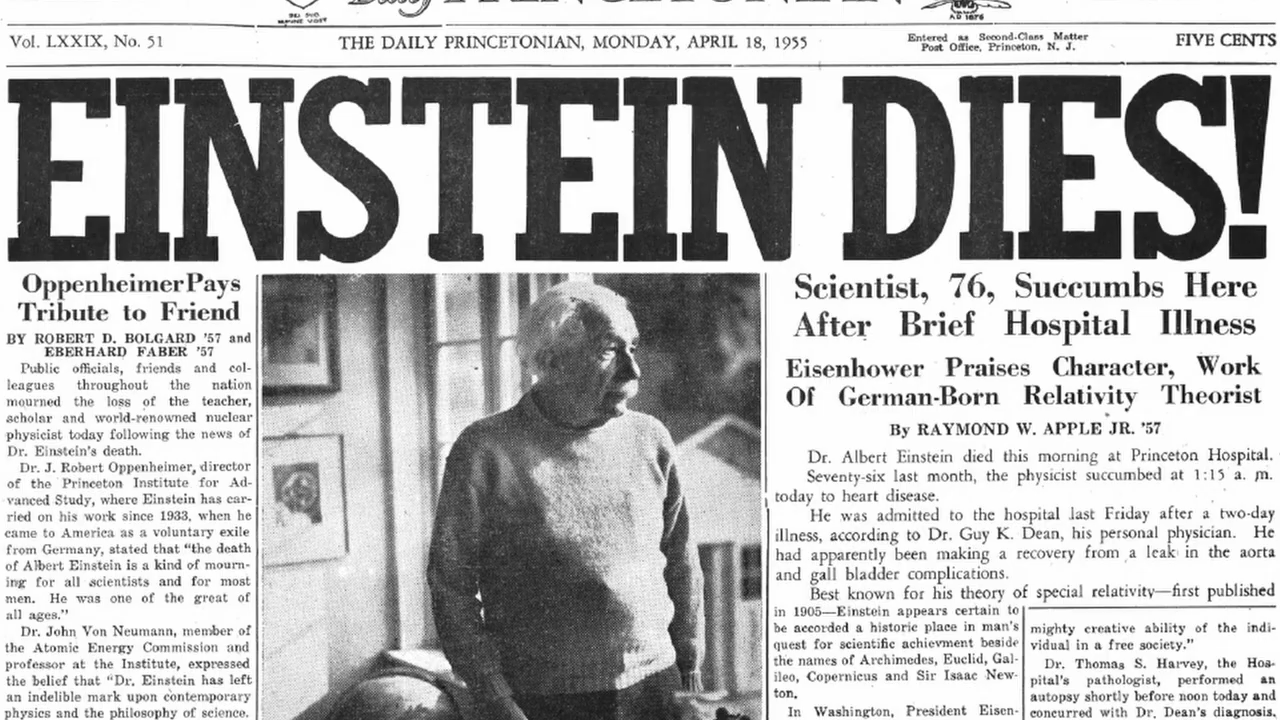 Daily PRINCETONIAN
Vol. LXXIX, No. 51
THE DAILY PRINCETONIAN, MONDAY, APRIL 18, 1955
Entered as Second-Class Matter
Post Office, Princeton, N. J.
FIVE CENTS
EINSTEIN DIES!
Oppenheimer Pays
Tribute to Friend
BY ROBERT D. BOLGARD '57 and
EBERHARD FABER '57
Public officials, friends and col-
leagues throughout the nation
mourned the loss of the teacher,
scholar and world-renowned nuclear
physicist today following the news of
Dr. Einstein's death.
Dr. J. Robert Oppenheimer, director
of the Princeton Institute for Ad-
vanced Study, where Einstein has car-
ried on his work since 1933, when he
came to America as a voluntary exile
from Germany, stated that "the death
of Albert Einstein is a kind of mourn-
ing for all scientists and for most
men. He was one of the great of
all ages."
Dr. John Von Neumann, member of
the Atomic Energy Commission and
professor at the Institute, expressed
the belief that "Dr. Einstein has left
an indelible mark upon contemporary
physics and the philosophy of science.
Scientist, 76, Succumbs Here
After Brief Hospital Illness
Eisenhower Praises Character, Work
Of German-Born Relativity Theorist
By RAYMOND W. APPLE JR. '57
Dr. Albert Einstein died this morning at Princeton Hospital.
Seventy-six last month, the physicist succumbed at 1:15 a. m.
today to heart disease.
He was admitted to the hospital last Friday after a two-day
illness, according to Dr. Guy K. Dean, his personal physician. He
had apparently been making a recovery from a leak in the aorta
and gall bladder complications.
Best known for his theory of special relativity—first published
in 1905—Einstein appears certain to
be accorded a historic place in man's
quest for scientific achievment beside
the names of Archimedes, Euclid, Gal-
ileo, Copernicus and Sir Isaac New-
ton.
In Washington, President Eisen-
mighty creative ability of the indi-
vidual in a free society."
Dr. Thomas S. Harvey, the Hos-
pital's pathologist, performed an
autopsy shortly before noon today and
concurred with Dr. Dean's diagnosis.